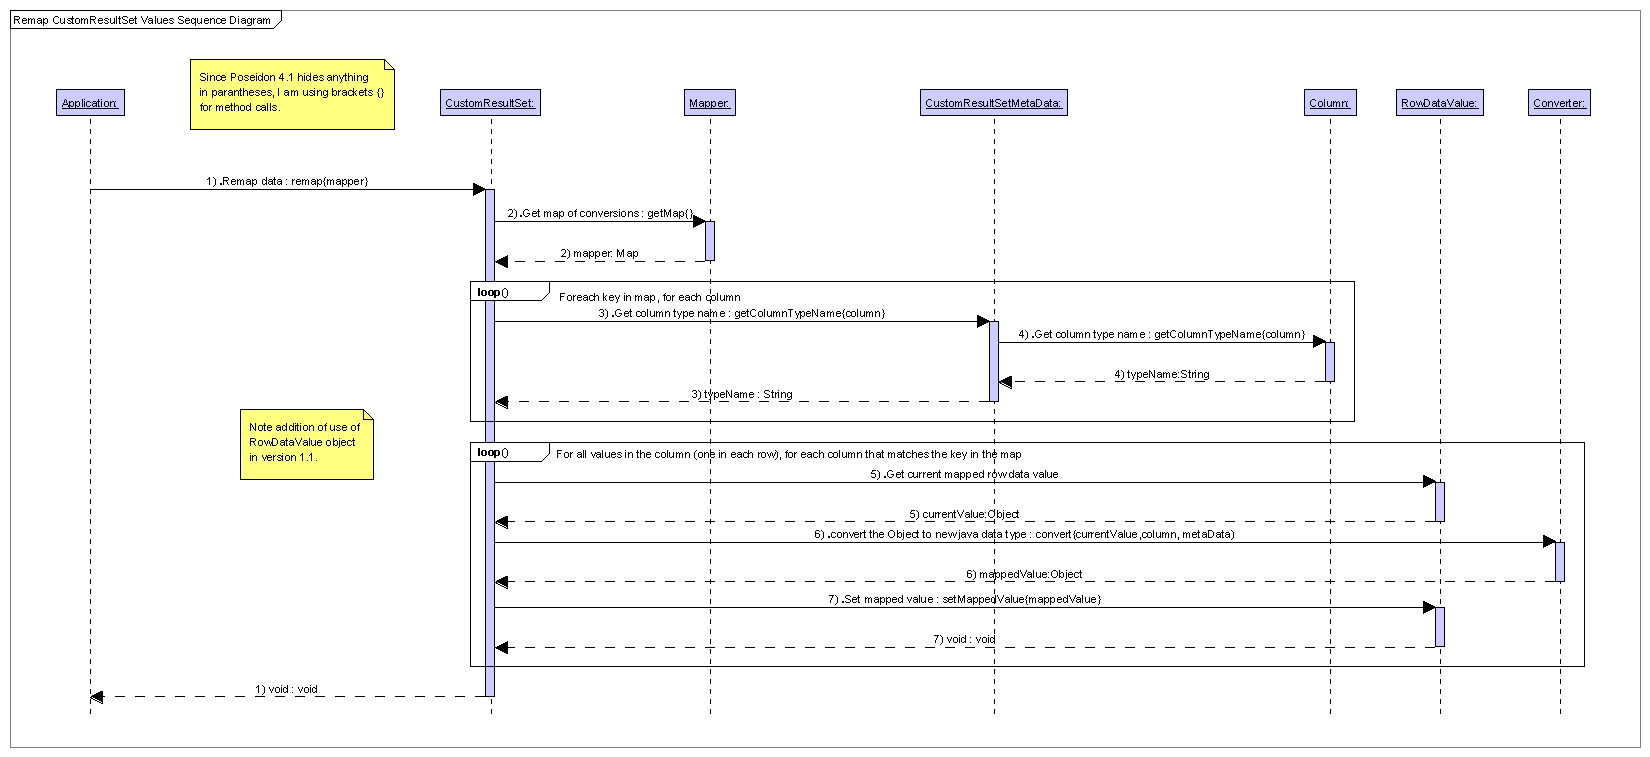 Remap CustomResultSet Values Sequence Diagram
Since Poseidon 4.1 hides anything
in parantheses, I am using brackets {}
for method calls.
Application:
CustomResultSet:
Mapper:
CustomResultSetMetaData:
Column:
RowDataValue:
Converter:
1) .Remap data : remap{mapper}
2) .Get map of conversions : getMap{}
2) mapper: Map
loop()
Foreach key in map, for each column
3) .Get column type name : getColumnTypeName{column}
4) .Get column type name : getColumnTypeName{column}
4) typeName:String
3) typeName : String
Note addition of use of
RowDataValue object
in version 1.1.
loop()
For all values in the column (one in each row), for each column that matches the key in the map
5) .Get current mapped rowdata value
5) currentValue:Object
6) .convert the Object to new java data type : convert{currentValue,column, metaData)
6) mappedValue:Object
7) .Set mapped value : setMappedValue{mappedValue}
7) void : void
1) void : void